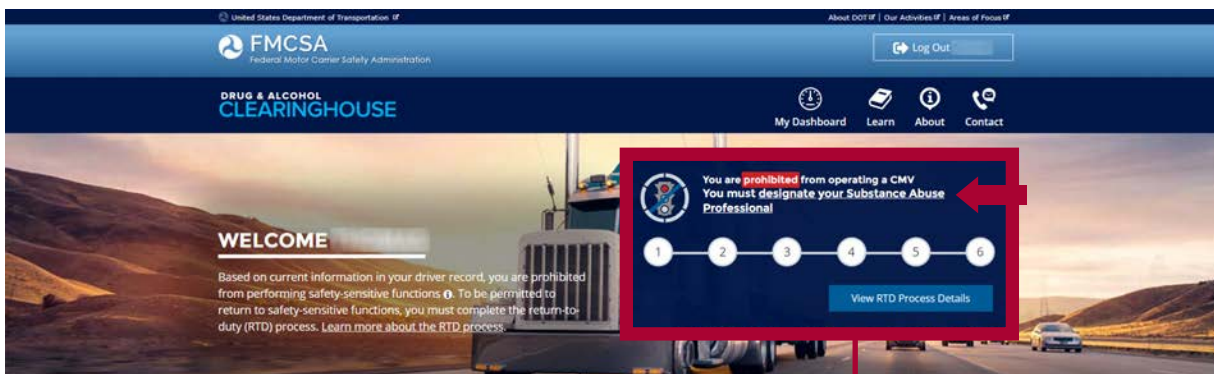 United States Department of Transportation
About DOT | Our Activities | Areas of Focus
FMCSA
Federal Motor Carrier Safety Administration
Log Out
DRUG & ALCOHOL
CLEARINGHOUSE
My Dashboard
Learn
About
Contact
You are prohibited from operating a CMV
You must designate your Substance Abuse
Professional
1 2 3 4 5 6
View RTD Process Details
WELCOME
Based on current information in your driver record, you are prohibited
from performing safety-sensitive functions. To be permitted to
return to safety-sensitive functions, you must complete the return-to-
duty (RTD) process. Learn more about the RTD process.